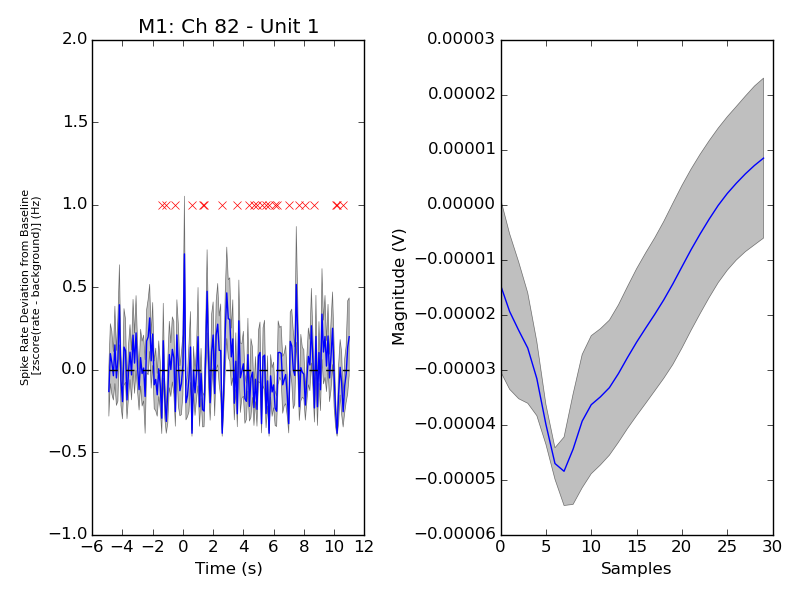 M1: Ch 82 - Unit 1
2.0
1.5
1.0
0.5
0.0
−0.5
−1.0
−6 −4 −2 0 2 4 6 8 10 12
Time (s)
Spike Rate Deviation from Baseline
[zscore(rate - background)] (Hz)
0.00003
0.00002
0.00001
0.00000
−0.00001
−0.00002
−0.00003
−0.00004
−0.00005
−0.00006
0 5 10 15 20 25 30
Samples
Magnitude (V)